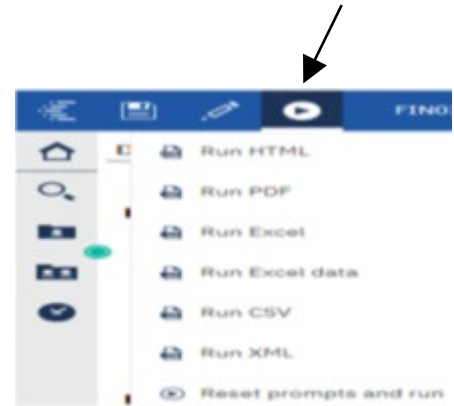 FINO
Run HTML
Run PDF
Run Excel
Run Excel data
Run CSV
Run XML
Reset prompts and run